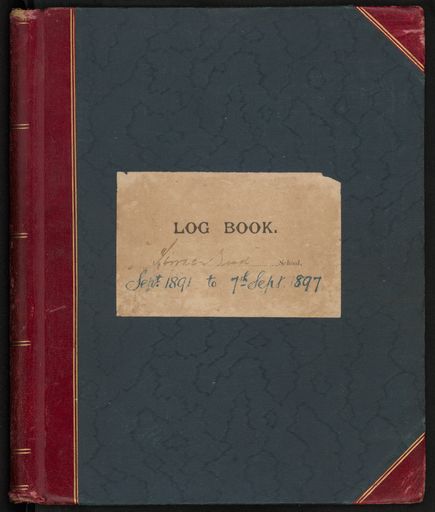 LOG BOOK.
School.
Sept. 1891 to 7th Sept 1897